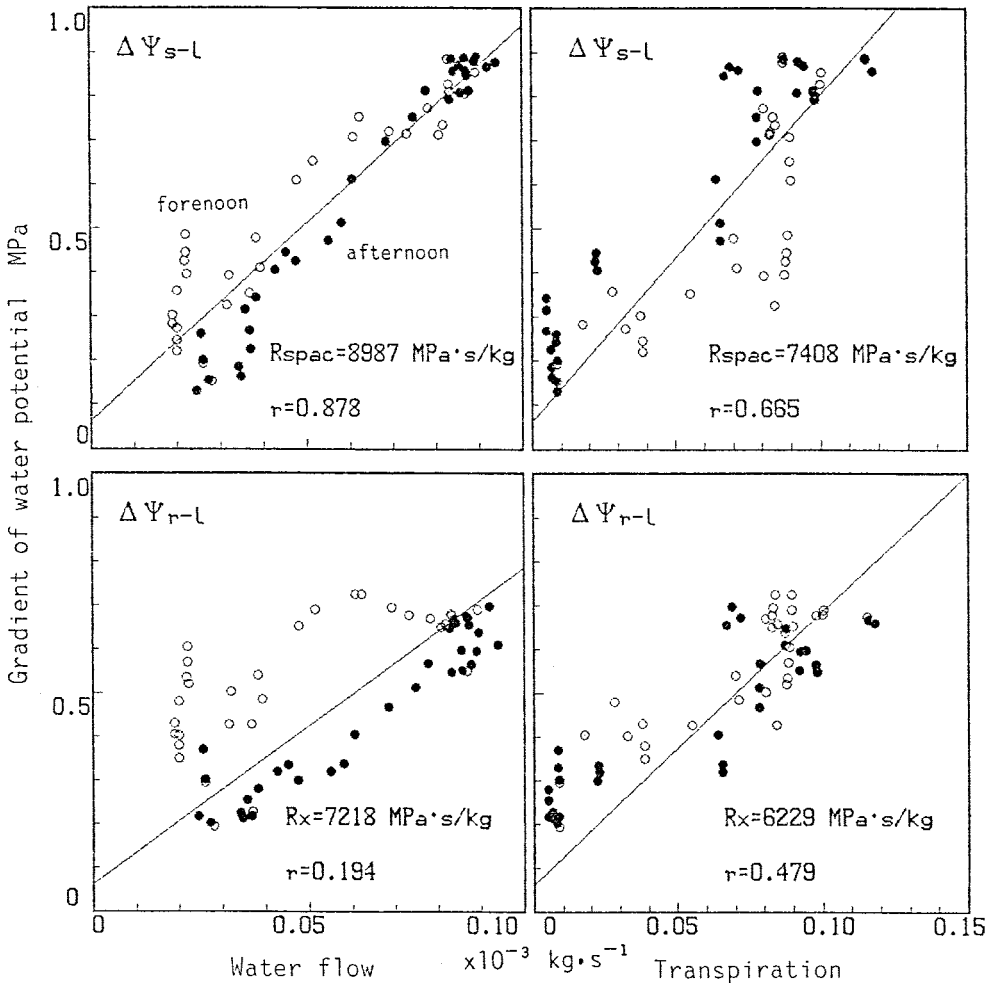 Gradient of water potential MPa
1.0
0.5
0
ΔΨs-l
forenoon
afternoon
Rspac=8987 MPa·s/kg
r=0.878
ΔΨs-l
Rspac=7408 MPa·s/kg
r=0.665
1.0
0.5
0
ΔΨr-l
Rx=7218 MPa·s/kg
r=0.194
ΔΨr-l
Rx=6229 MPa·s/kg
r=0.479
0 0.05 0.10 0 0.05 0.10 0.15
Water flow x10⁻³ kg·s⁻¹ Transpiration